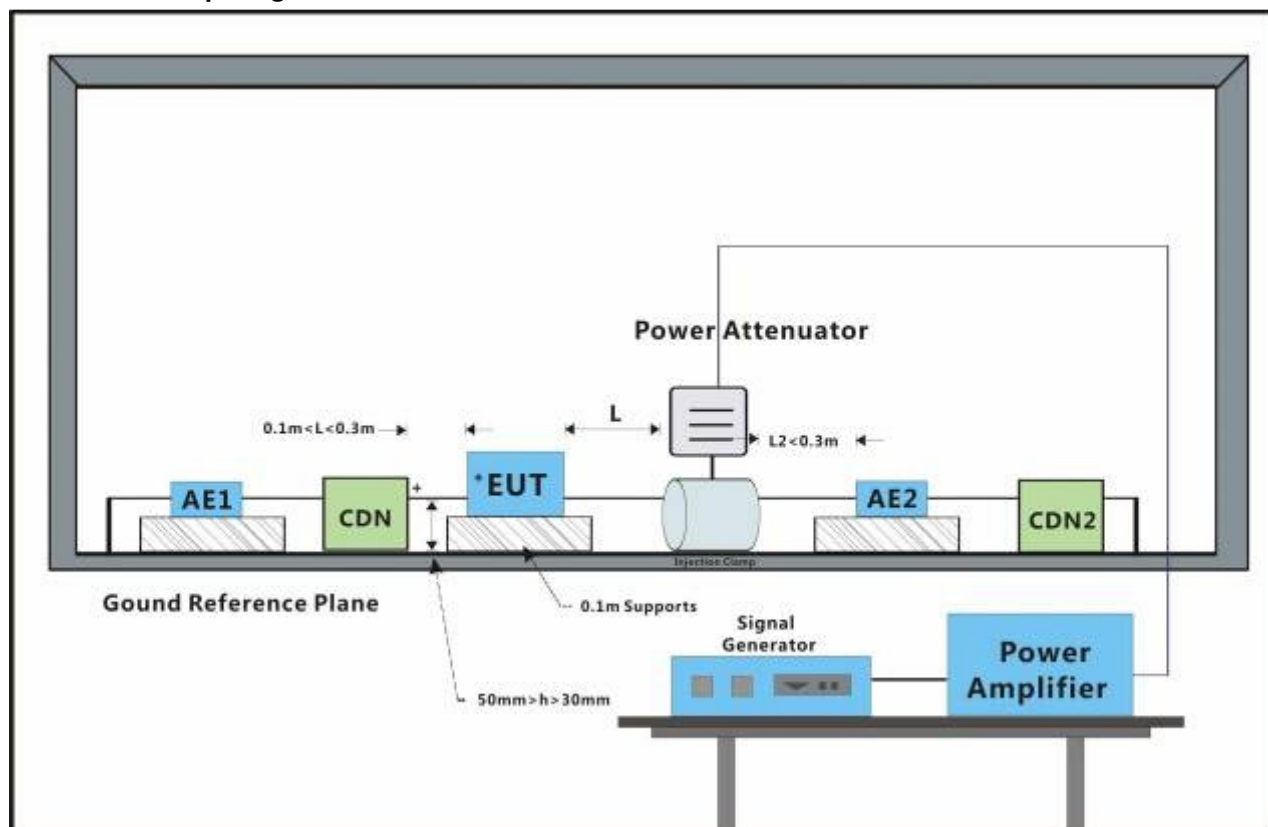 Power Attenuator
0.1m<L<0.3m
L
L2<0.3m
AE1
CDN
+
*EUT
AE2
CDN2
Injection Clamp
Gound Reference Plane
0.1m Supports
Signal
Generator
Power
Amplifier
50mm>h>30mm